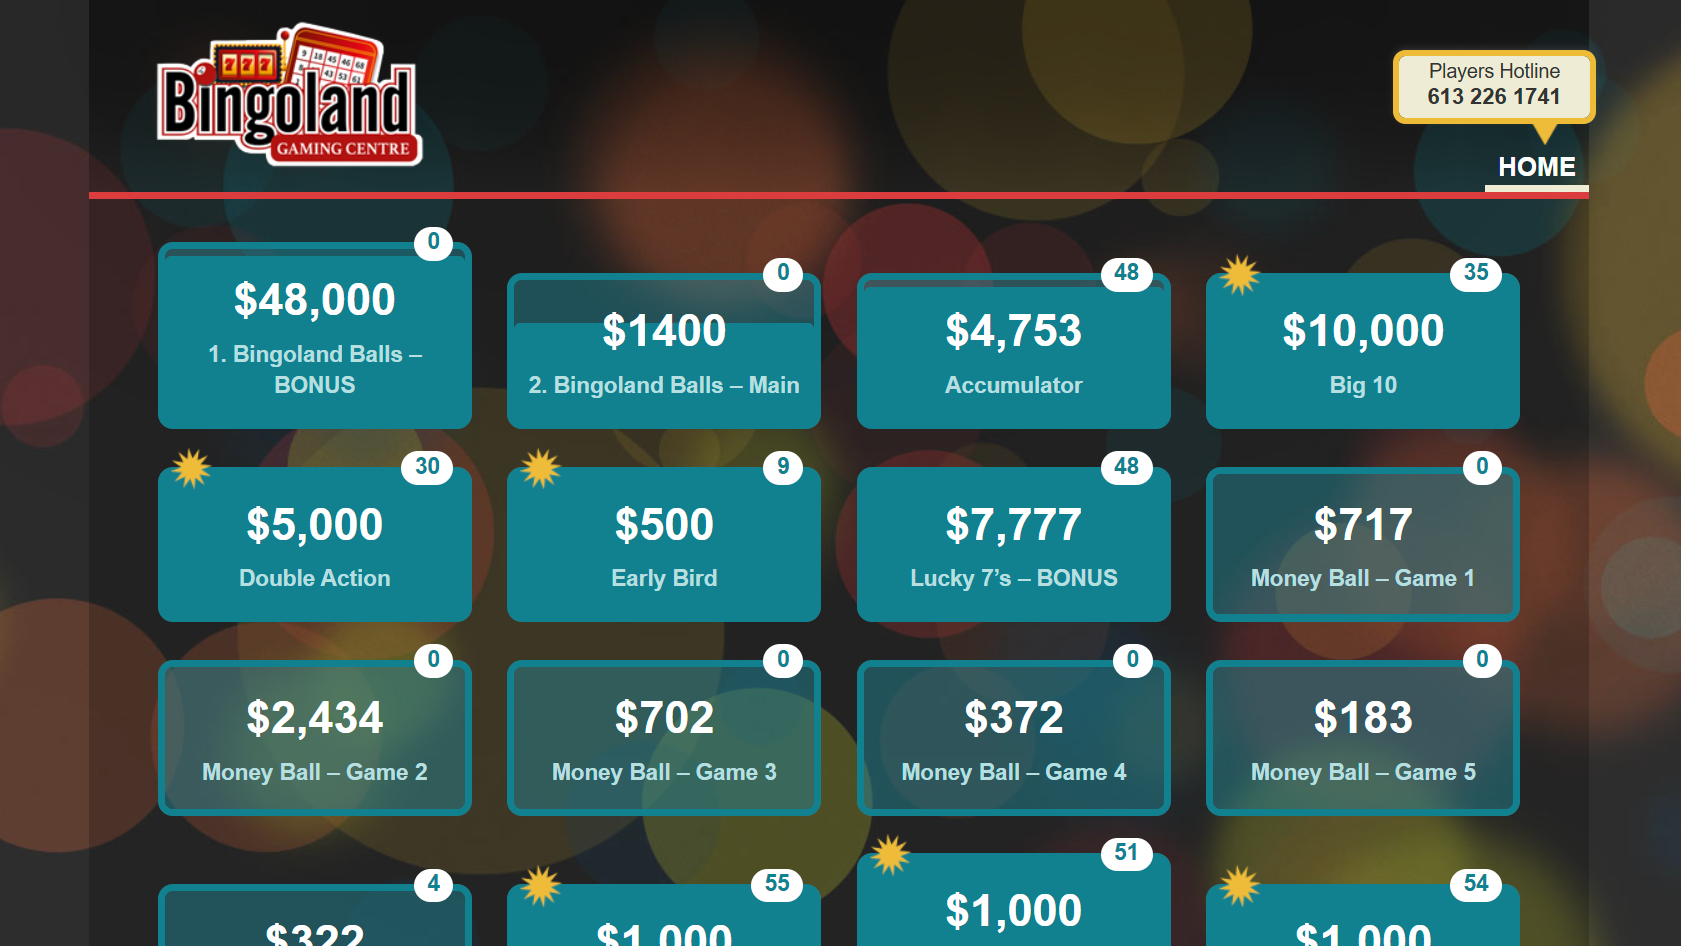 777
Bingoland
GAMING CENTRE
Players Hotline
613 226 1741
HOME
0
$48,000
1. Bingoland Balls –
BONUS
0
$1400
2. Bingoland Balls – Main
48
$4,753
Accumulator
35
$10,000
Big 10
30
$5,000
Double Action
9
$500
Early Bird
48
$7,777
Lucky 7’s – BONUS
0
$717
Money Ball – Game 1
0
$2,434
Money Ball – Game 2
0
$702
Money Ball – Game 3
0
$372
Money Ball – Game 4
0
$183
Money Ball – Game 5
4
$322
55
$1,000
51
$1,000
54
$1,000